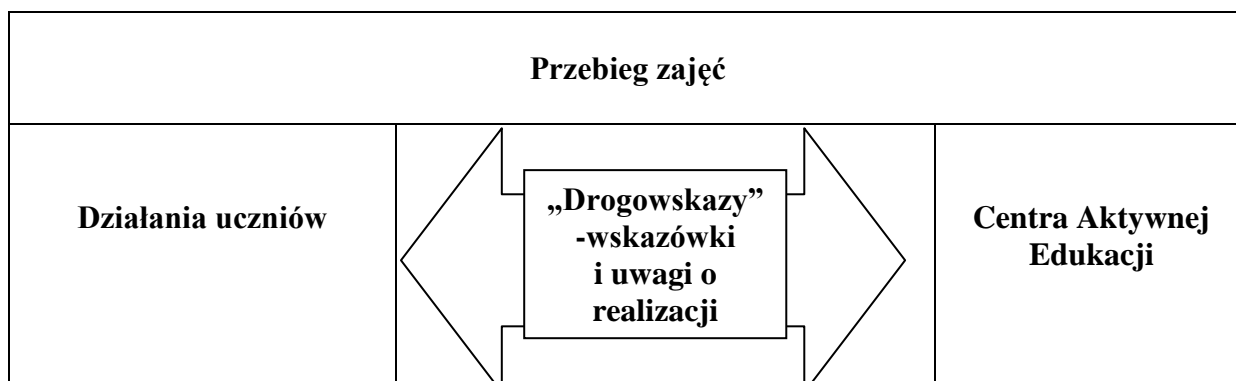 Przebieg zajęć
Działania uczniów
„Drogowskazy”
-wskazówki
i uwagi o
realizacji
Centra Aktywnej
Edukacji